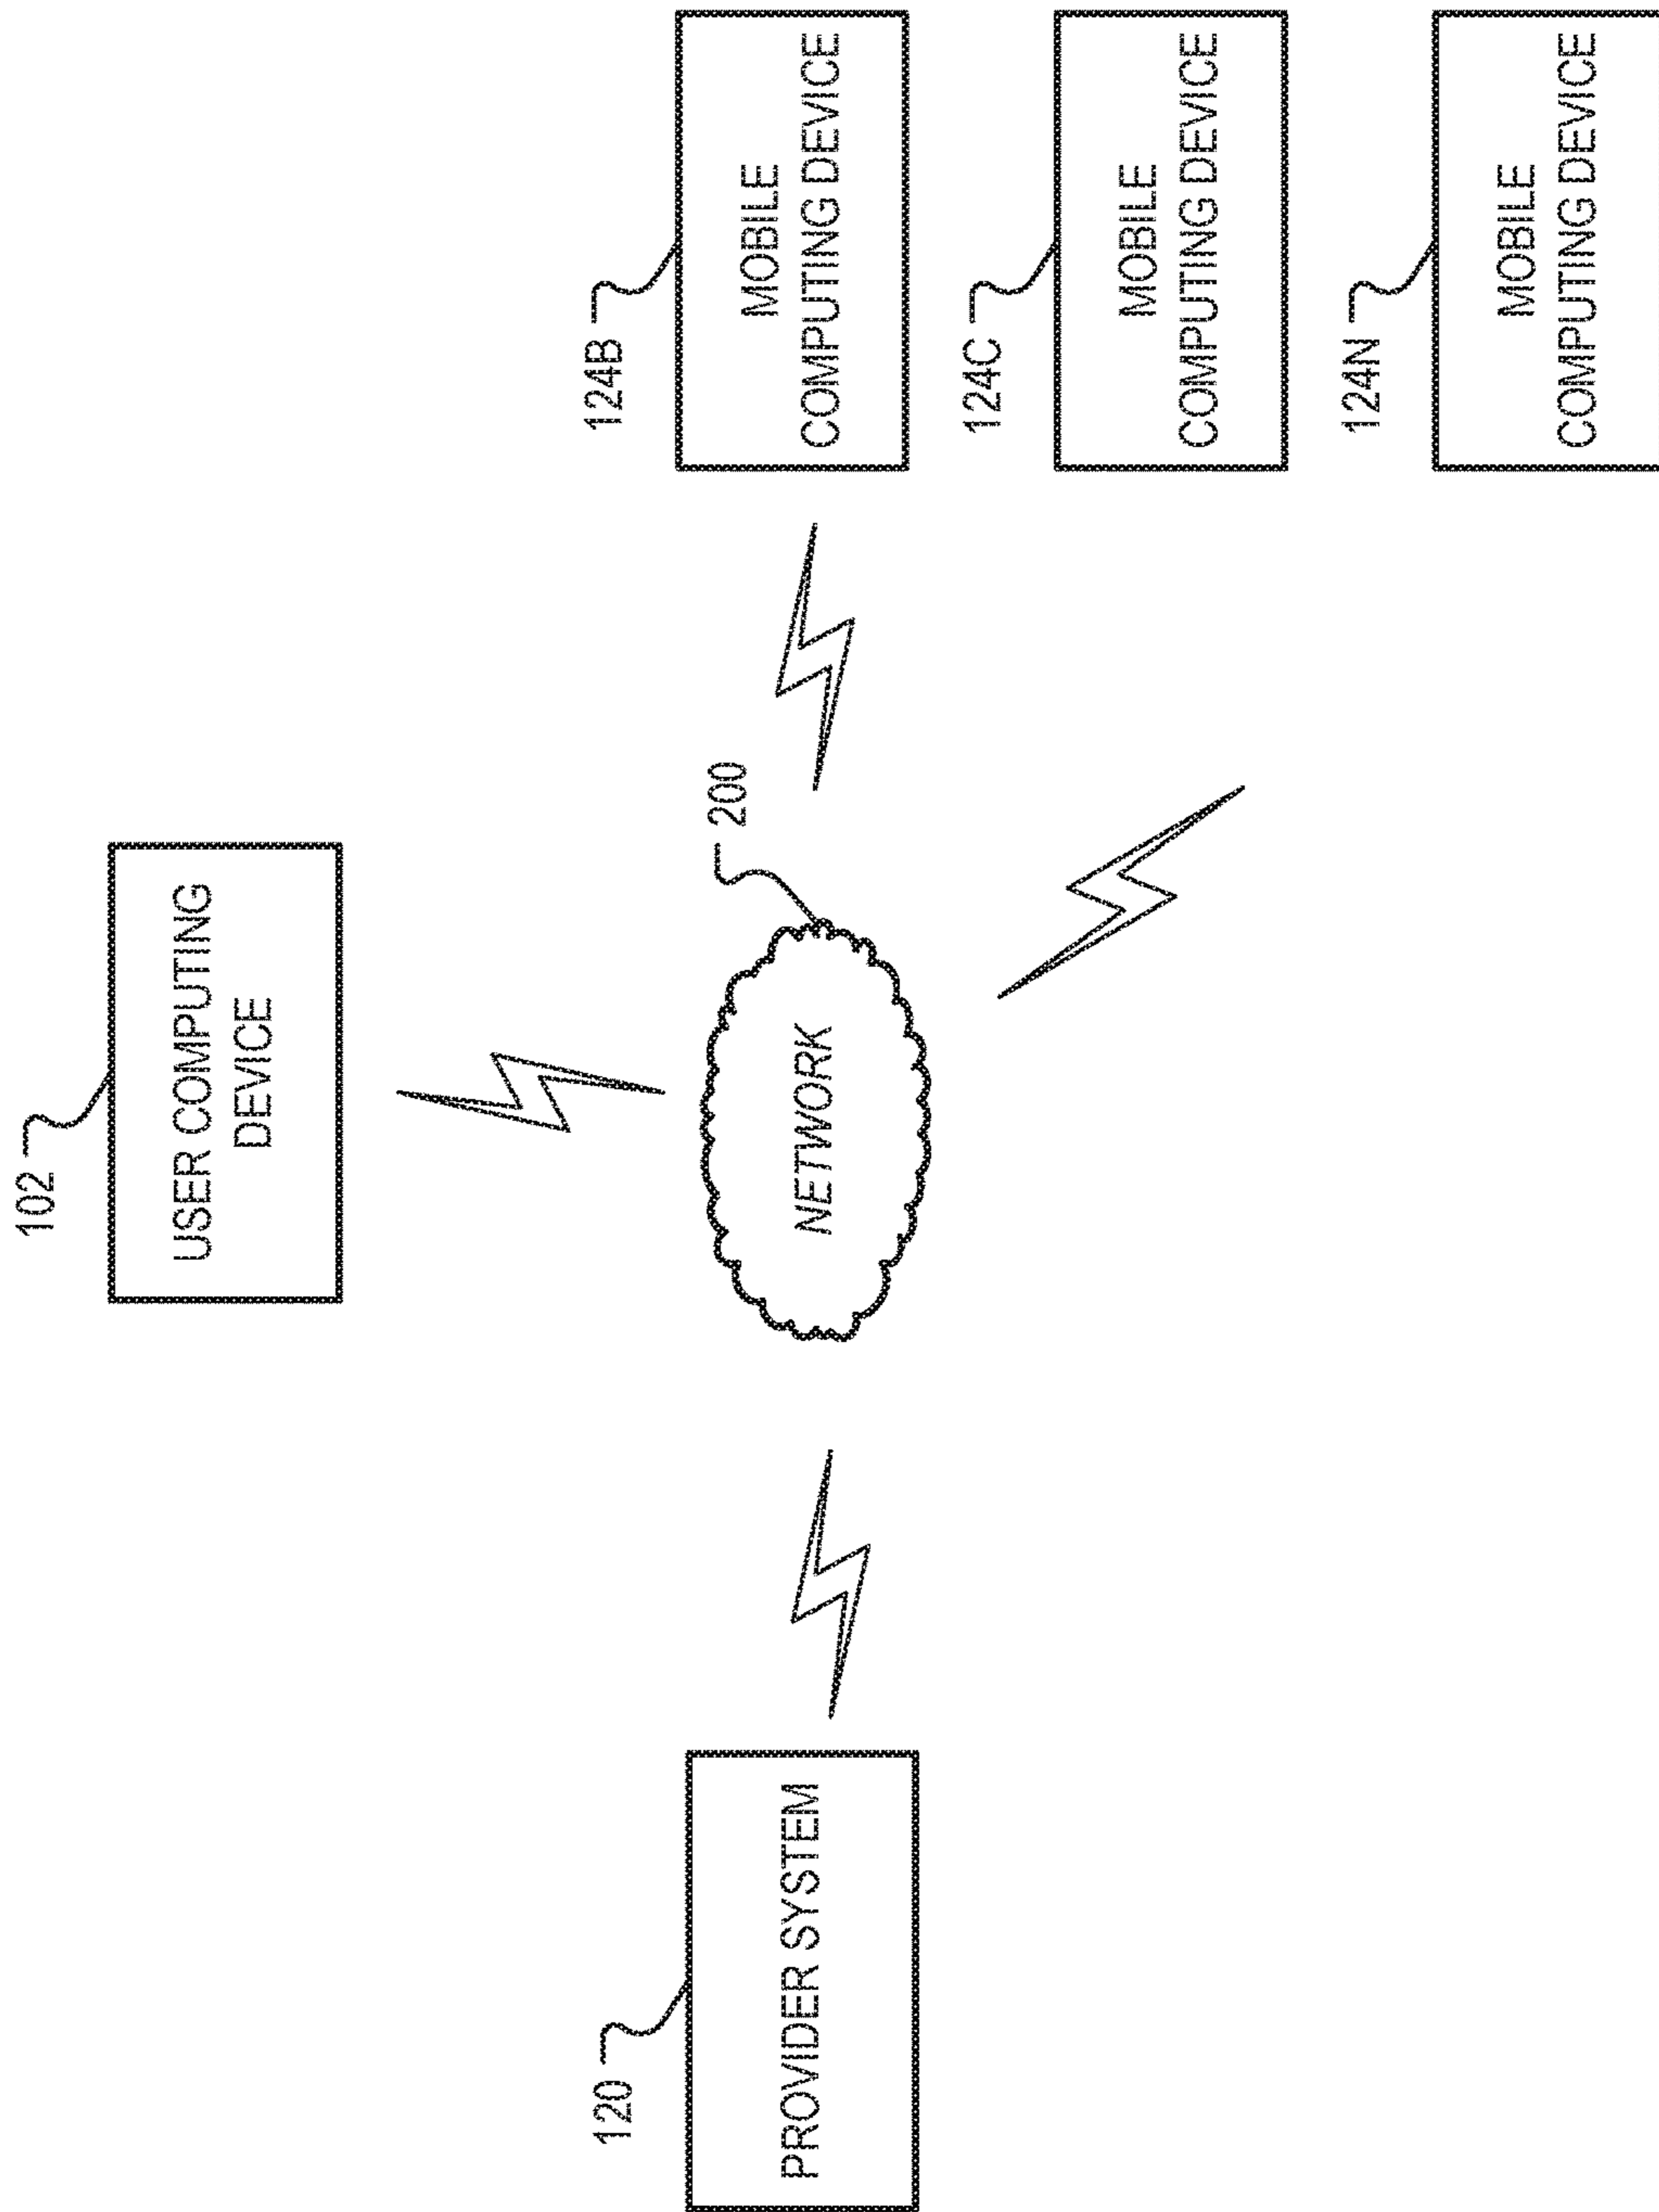 102
USER COMPUTING
DEVICE
120
PROVIDER SYSTEM
200
NETWORK
124B
MOBILE
COMPUTING DEVICE
124C
MOBILE
COMPUTING DEVICE
124N
MOBILE
COMPUTING DEVICE